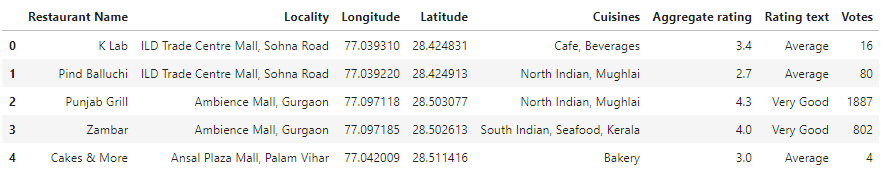 Restaurant Name Locality Longitude Latitude Cuisines Aggregate rating Rating text Votes
0 K Lab ILD Trade Centre Mall, Sohna Road 77.039310 28.424831 Cafe, Beverages 3.4 Average 16
1 Pind Balluchi ILD Trade Centre Mall, Sohna Road 77.039220 28.424913 North Indian, Mughlai 2.7 Average 80
2 Punjab Grill Ambience Mall, Gurgaon 77.097118 28.503077 North Indian, Mughlai 4.3 Very Good 1887
3 Zambar Ambience Mall, Gurgaon 77.097185 28.502613 South Indian, Seafood, Kerala 4.0 Very Good 802
4 Cakes & More Ansal Plaza Mall, Palam Vihar 77.042009 28.511416 Bakery 3.0 Average 4